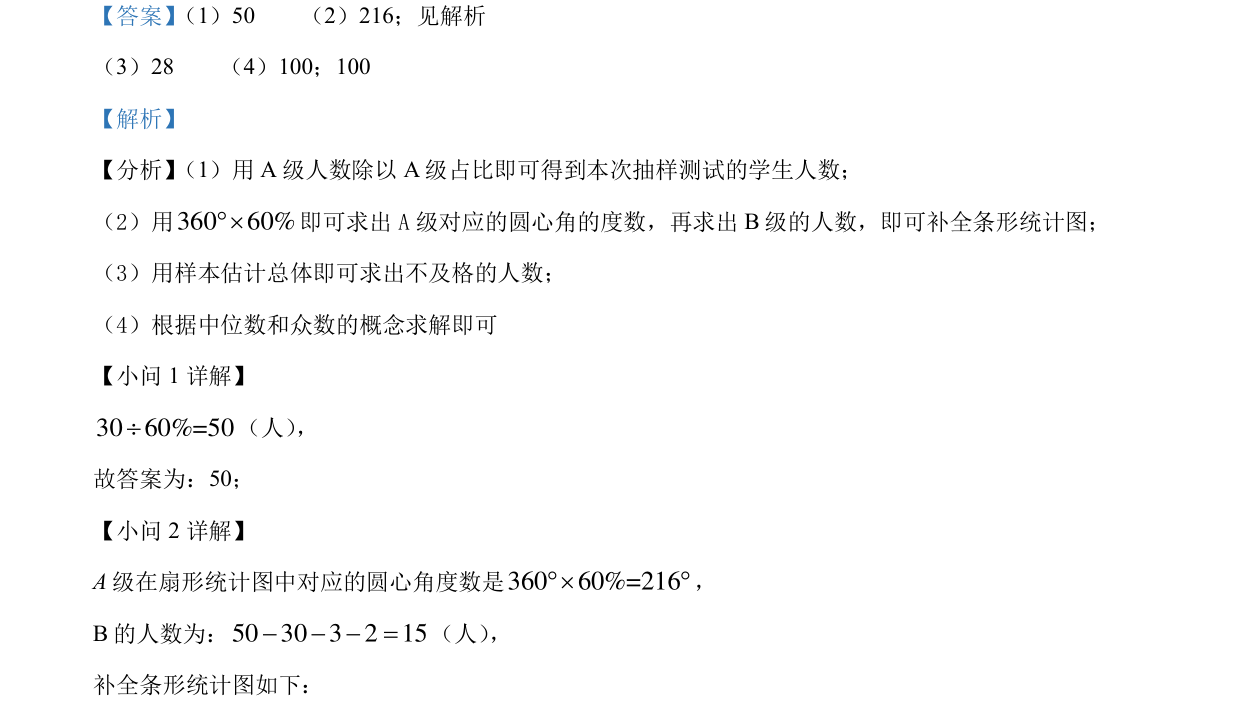 【答案】（1）50 （2）216；见解析
（3）28 （4）100；100
【解析】
【分析】（1）用 A 级人数除以 A 级占比即可得到本次抽样测试的学生人数；
（2）用360°×60%即可求出 A 级对应的圆心角的度数，再求出 B 级的人数，即可补全条形统计图；
（3）用样本估计总体即可求出不及格的人数；
（4）根据中位数和众数的概念求解即可
【小问 1 详解】
30÷60%=50（人），
故答案为：50；
【小问 2 详解】
A 级在扇形统计图中对应的圆心角度数是360°×60%=216°，
B 的人数为：50−30−3−2=15（人），
补全条形统计图如下：